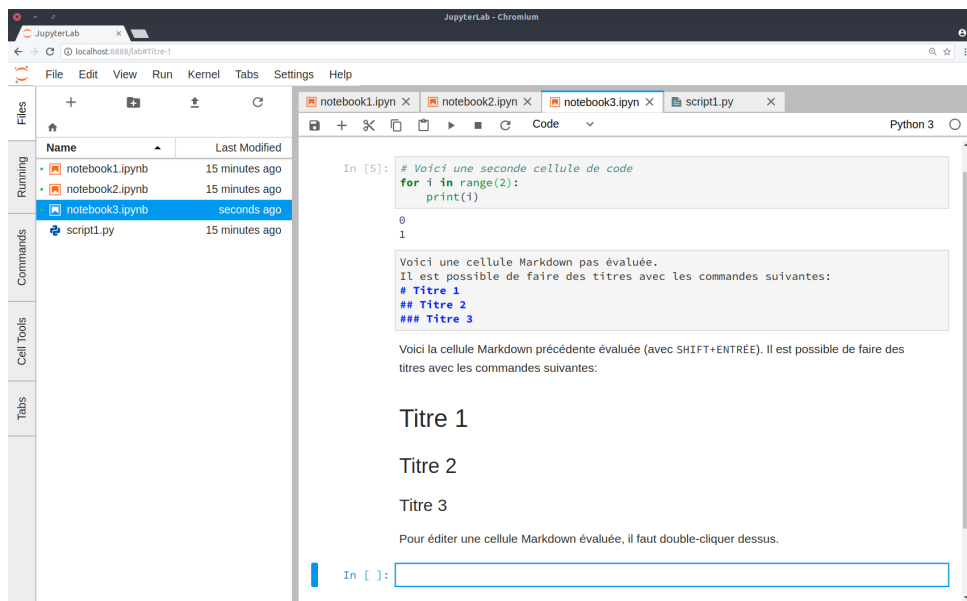 JupyterLab - Chromium
JupyterLab
localhost:8888/lab#Titre-1
File Edit View Run Kernel Tabs Settings Help
Files
Running
Commands
Cell Tools
Tabs
Name Last Modified
notebook1.ipynb 15 minutes ago
notebook2.ipynb 15 minutes ago
notebook3.ipynb seconds ago
script1.py 15 minutes ago
notebook1.ipyn notebook2.ipyn notebook3.ipyn script1.py
Code Python 3
In [5]: # Voici une seconde cellule de code
for i in range(2):
    print(i)
0
1
Voici une cellule Markdown pas évaluée.
Il est possible de faire des titres avec les commandes suivantes:
# Titre 1
## Titre 2
### Titre 3
Voici la cellule Markdown précédente évaluée (avec SHIFT+ENTRÉE). Il est possible de faire des
titres avec les commandes suivantes:
Titre 1
Titre 2
Titre 3
Pour éditer une cellule Markdown évaluée, il faut double-cliquer dessus.
In [ ]: